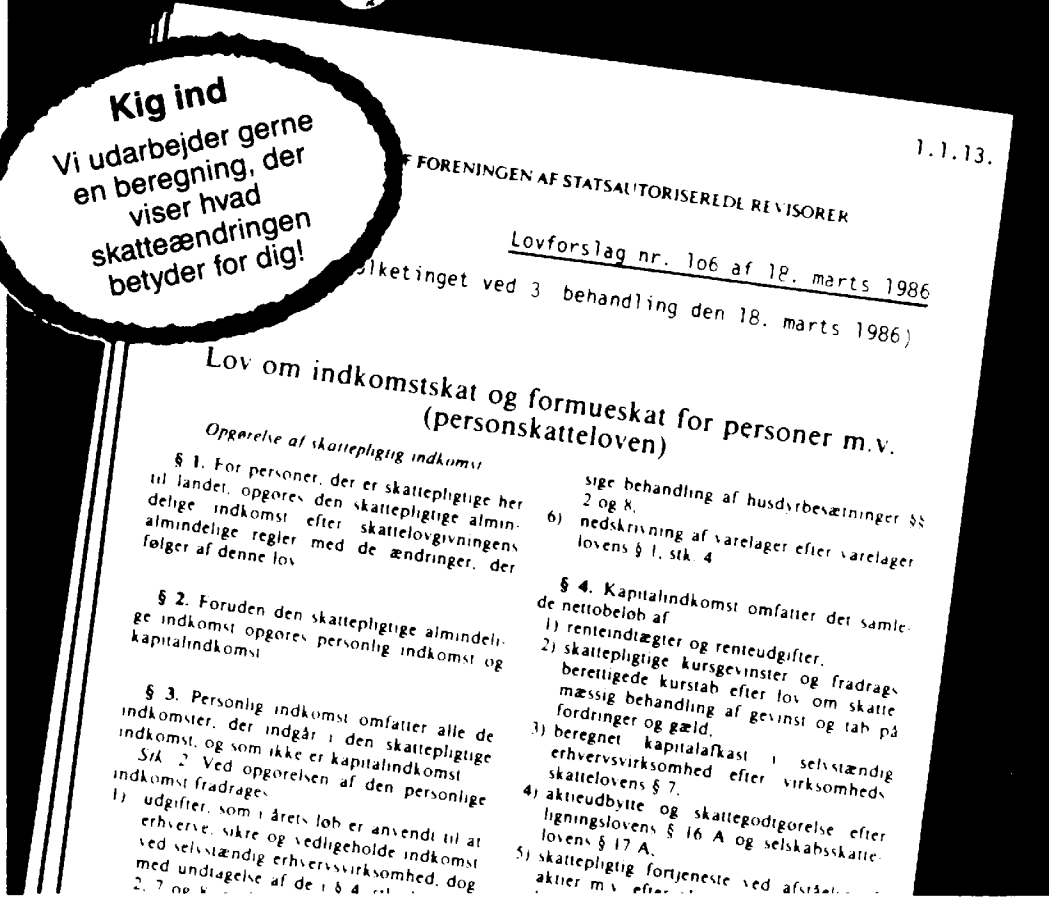 Kig ind
Vi udarbejder gerne
en beregning, der
viser hvad
skatteændringen
betyder for dig!
1.1.13.
FORENINGEN AF STATSAUTORISEREDE REVISORER
Lovforslag nr. 1o6 af 18. marts 1986
lketinget ved 3 behandling den 18. marts 1986)
Lov om indkomstskat og formueskat for personer m.v.
(personskatteloven)
Opgørelse af skattepligtig indkomst
§ 1. For personer, der er skattepligtige her
til landet, opgøres den skattepligtige almin-
delige indkomst efter skattelovgivningens
almindelige regler med de ændringer, der
følger af denne lov
§ 2. Foruden den skattepligtige almindeli-
ge indkomst opgøres personlig indkomst og
kapitalindkomst
§ 3. Personlig indkomst omfatter alle de
indkomster, der indgår i den skattepligtige
indkomst, og som ikke er kapitalindkomst
Stk 2 Ved opgørelsen af den personlige
indkomst fradrages
1) udgifter, som i årets løb er anvendt til at
erhverve, sikre og vedligeholde indkomst
ved selvstændig erhvervsvirksomhed, dog
med undtagelse af de i § 4
2, 7 og
sige behandling af husdyrbesætninger §§
2 og 8,
6) nedskrivning af varelager efter varelager
lovens § 1, stk. 4
§ 4. Kapitalindkomst omfatter det samle-
de nettobeløb af
1) renteindtægter og renteudgifter,
2) skattepligtige kursgevinster og fradrags
berettigede kurstab efter lov om skatte
mæssig behandling af gevinst og tab på
fordringer og gæld,
3) beregnet kapitalafkast i selvstændig
erhvervsvirksomhed efter virksomheds
skattelovens § 7,
4) aktieudbytte og skattegodtgørelse efter
ligningslovens § 16 A og selskabsskatte-
lovens § 17 A,
5) skattepligtig fortjeneste ved
aktier m.v. efter